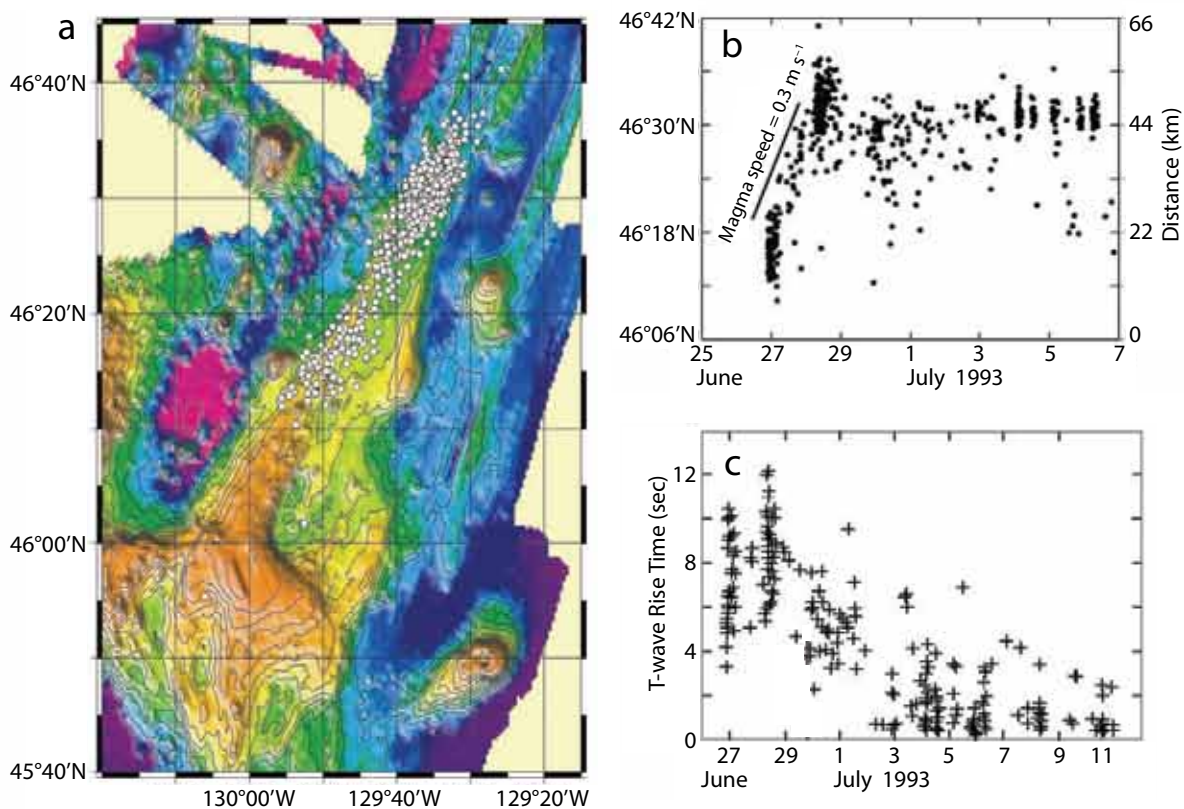 a
46°40′N
46°20′N
46°00′N
45°40′N
130°00′W 129°40′W 129°20′W
b
46°42′N
46°30′N
46°18′N
46°06′N
Magma speed = 0.3 m s⁻¹
66
44
22
0
Distance (km)
25 27 29 1 3 5 7
June July 1993
c
T-wave Rise Time (sec)
12
8
4
0
27 29 1 3 5 7 9 11
June July 1993